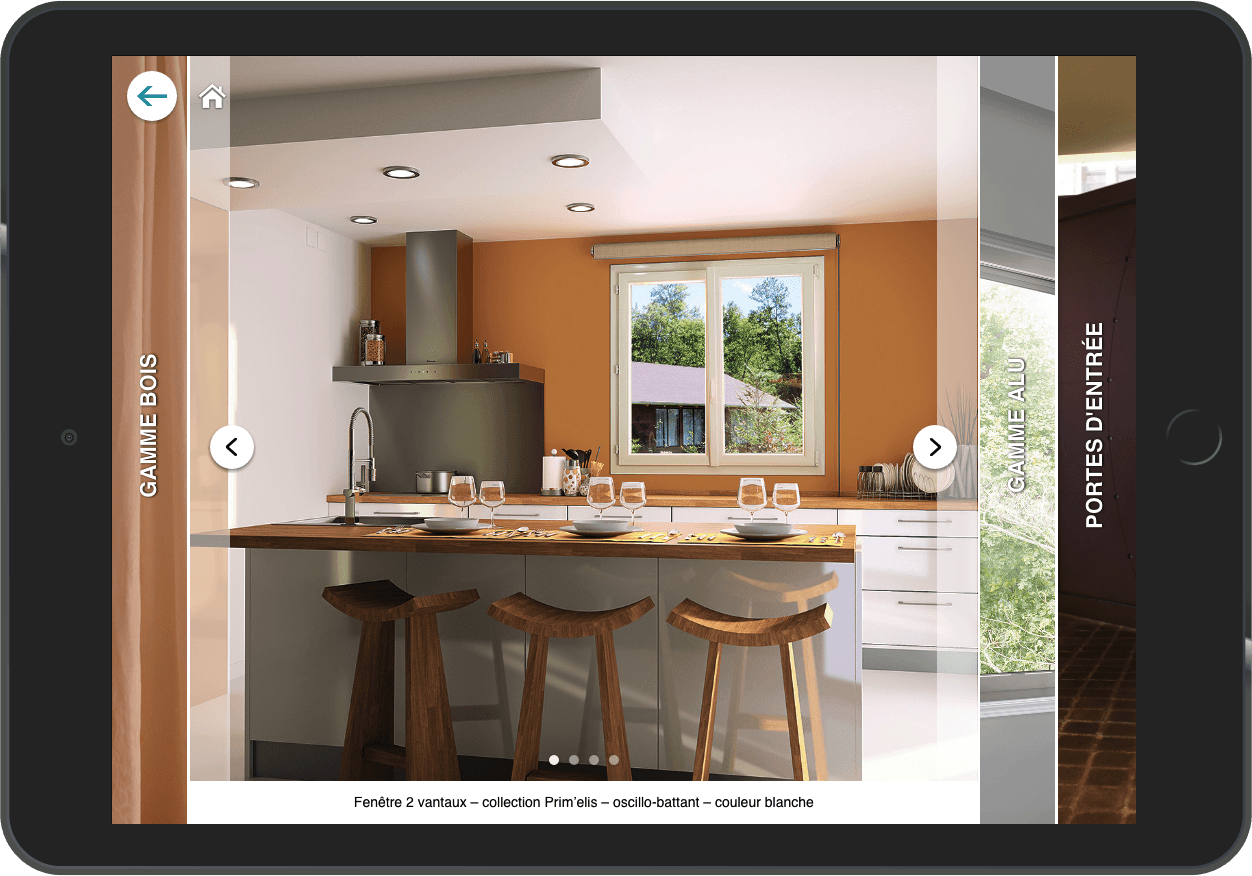 GAMME BOIS
GAMME ALU
PORTES D'ENTRÉE
Fenêtre 2 vantaux – collection Prim'elis – oscillo-battant – couleur blanche